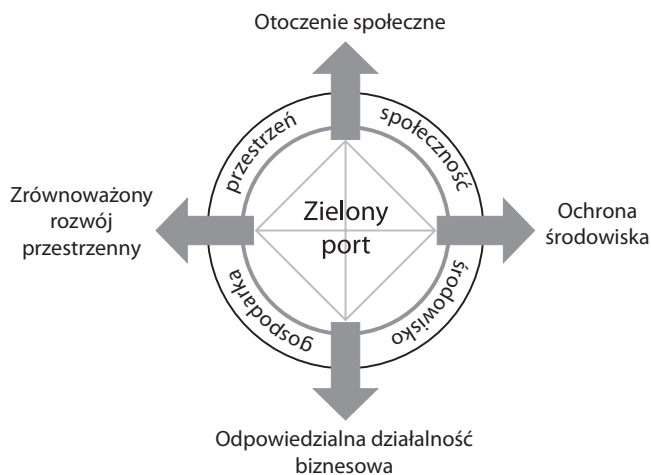 Otoczenie społeczne
przestrzeń
społeczność
Zrównoważony
rozwój
przestrzenny
Zielony
port
Ochrona
środowiska
gospodarka
środowisko
Odpowiedzialna działalność
biznesowa